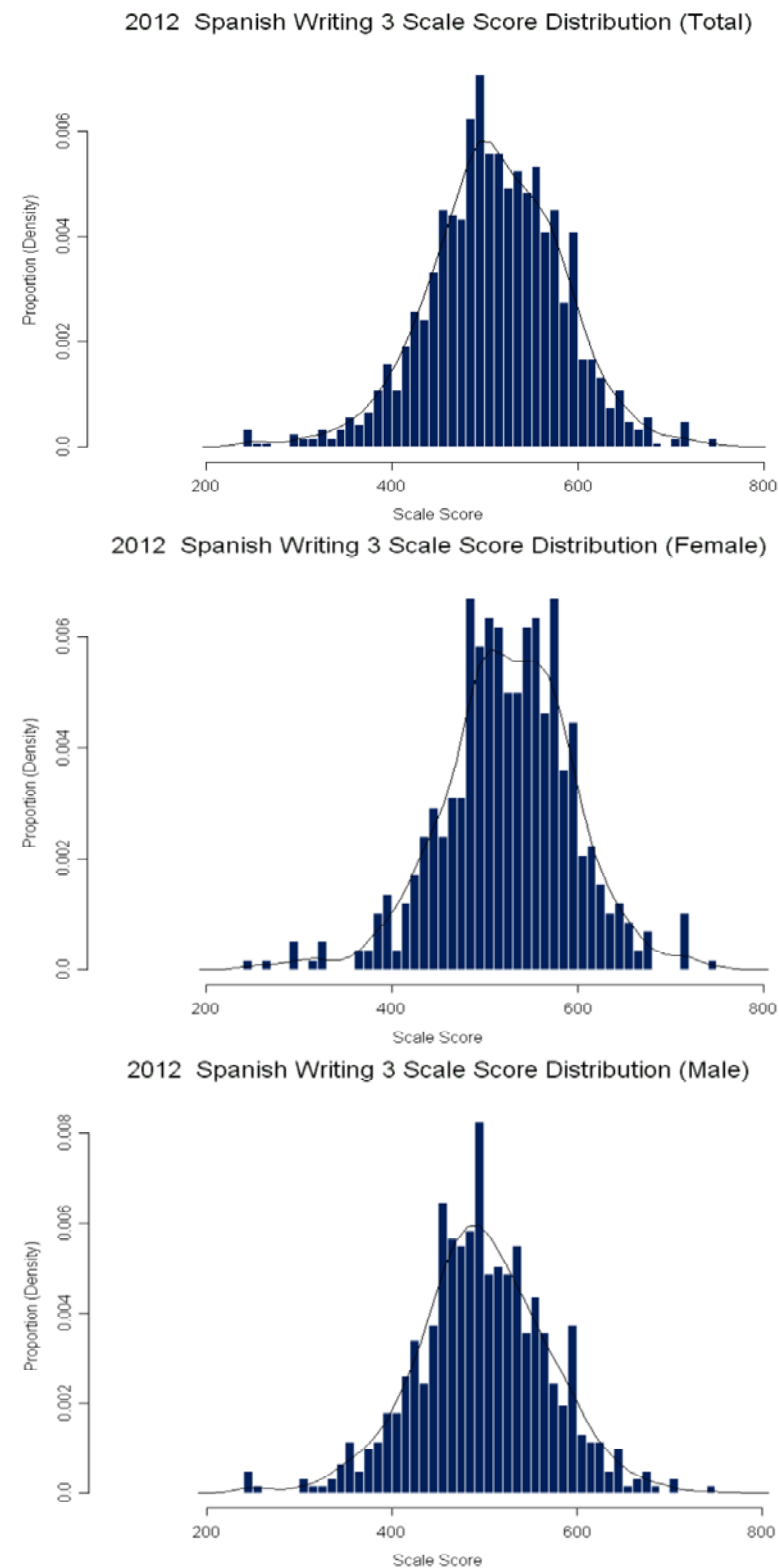 2012 Spanish Writing 3 Scale Score Distribution (Total)
Proportion (Density)
0.006
0.004
0.002
0.0
200 400 600 800
Scale Score
2012 Spanish Writing 3 Scale Score Distribution (Female)
Proportion (Density)
0.006
0.004
0.002
0.0
200 400 600 800
Scale Score
2012 Spanish Writing 3 Scale Score Distribution (Male)
Proportion (Density)
0.008
0.006
0.004
0.002
0.0
200 400 600 800
Scale Score